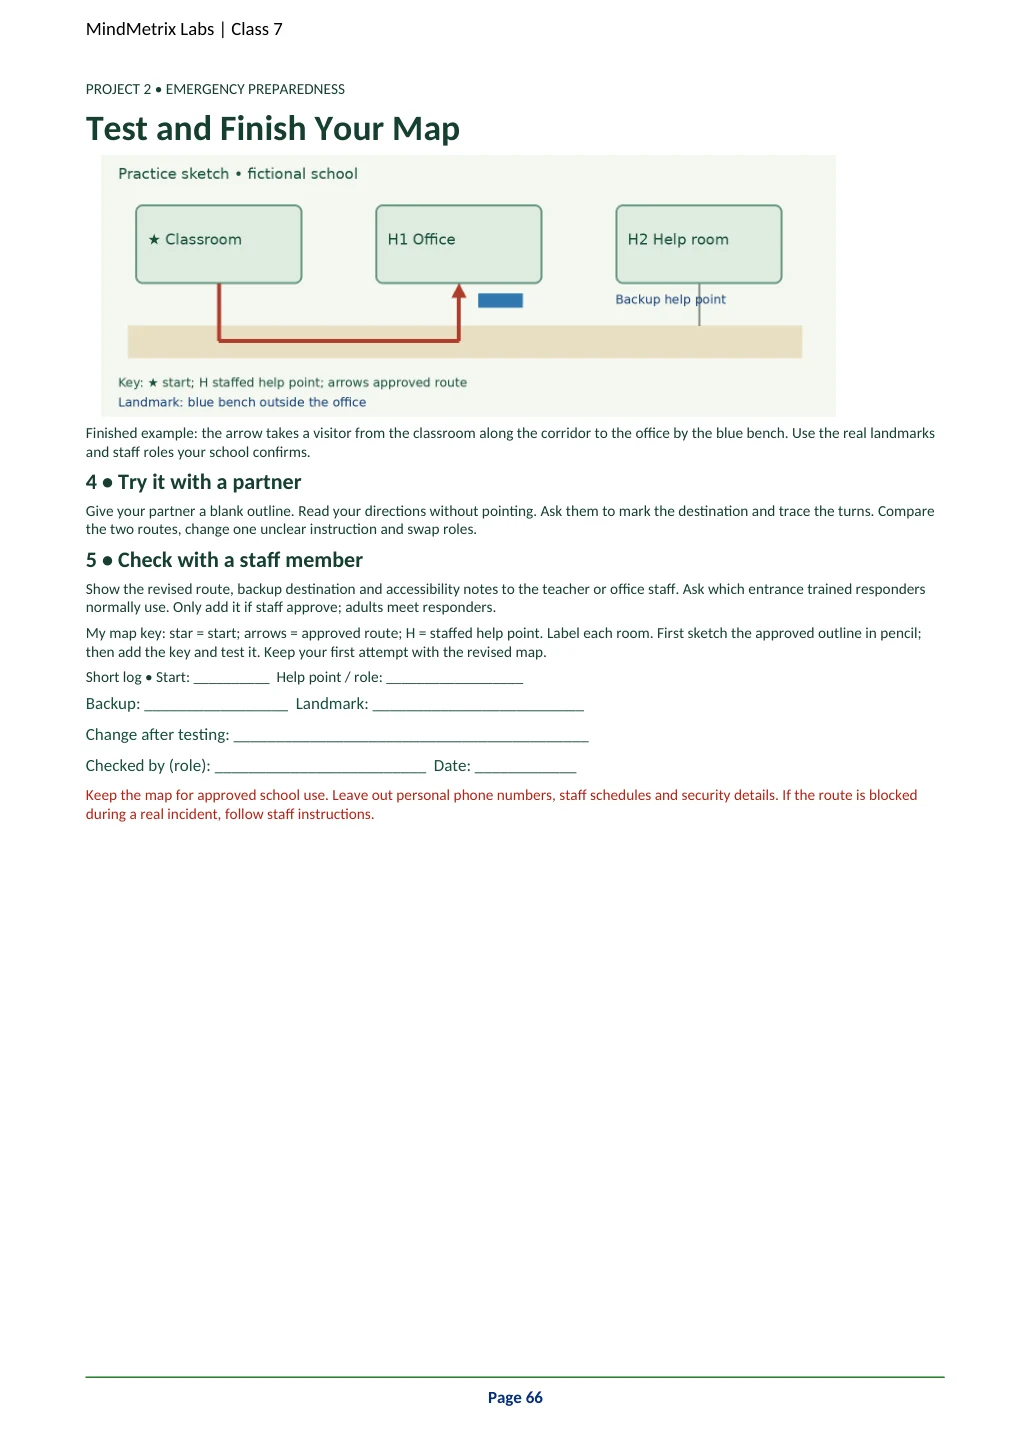 MindMetrix Labs | Class 7
PROJECT 2 • EMERGENCY PREPAREDNESS
Test and Finish Your Map
Practice sketch • fictional school
★ Classroom
H1 Office
H2 Help room
Backup help point
Key: ★ start; H staffed help point; arrows approved route
Landmark: blue bench outside the office
Finished example: the arrow takes a visitor from the classroom along the corridor to the office by the blue bench. Use the real landmarks
and staff roles your school confirms.
4 • Try it with a partner
Give your partner a blank outline. Read your directions without pointing. Ask them to mark the destination and trace the turns. Compare
the two routes, change one unclear instruction and swap roles.
5 • Check with a staff member
Show the revised route, backup destination and accessibility notes to the teacher or office staff. Ask which entrance trained responders
normally use. Only add it if staff approve; adults meet responders.
My map key: star = start; arrows = approved route; H = staffed help point. Label each room. First sketch the approved outline in pencil;
then add the key and test it. Keep your first attempt with the revised map.
Short log • Start: _________ Help point / role: _________________
Backup: _________________ Landmark: _________________________
Change after testing: __________________________________________
Checked by (role): _________________________ Date: ____________
Keep the map for approved school use. Leave out personal phone numbers, staff schedules and security details. If the route is blocked
during a real incident, follow staff instructions.
Page 66